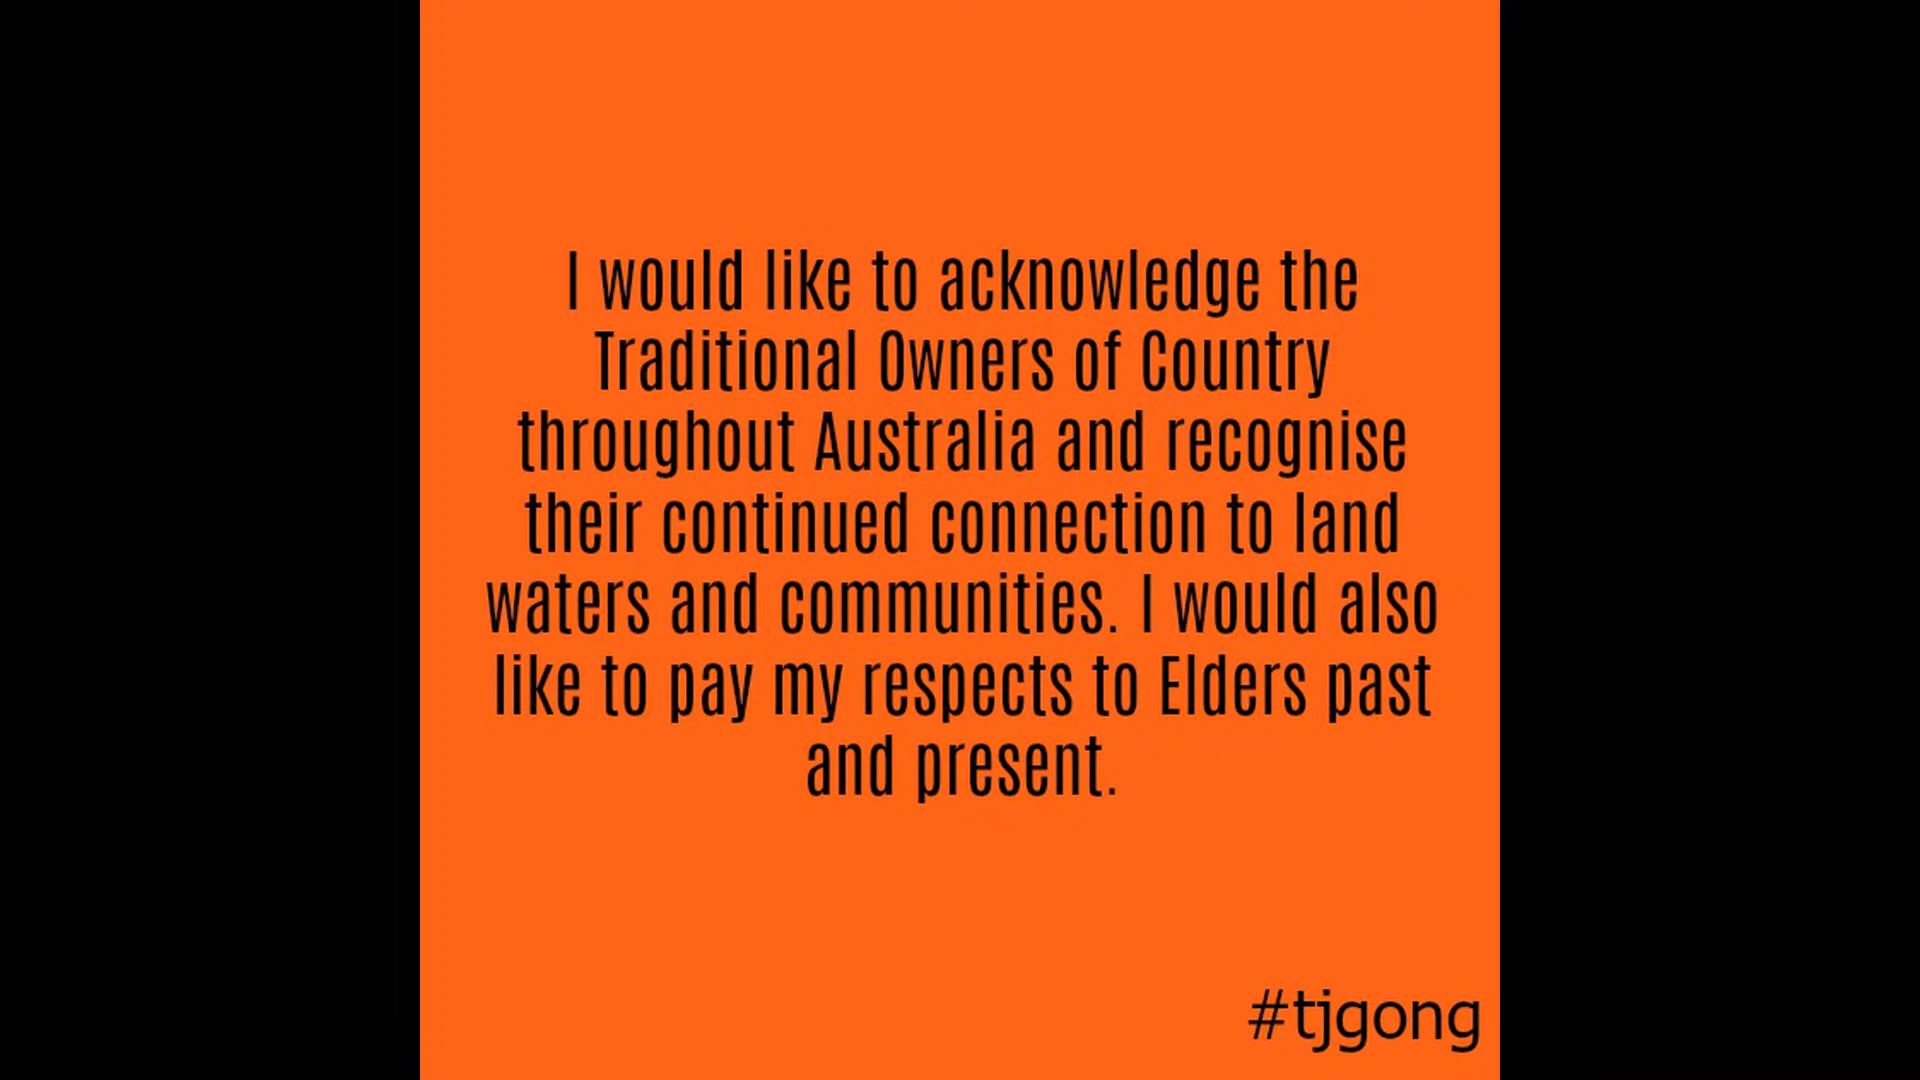 I would like to acknowledge the
Traditional Owners of Country
throughout Australia and recognise
their continued connection to land
waters and communities. I would also
like to pay my respects to Elders past
and present.
#tjgong